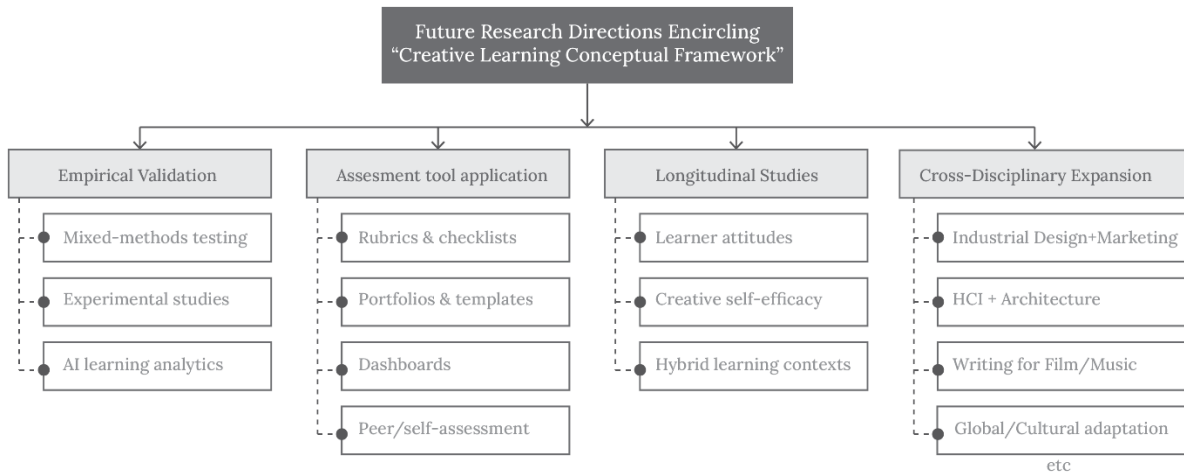 Future Research Directions Encircling
“Creative Learning Conceptual Framework”
Empirical Validation
Mixed-methods testing
Experimental studies
AI learning analytics
Assesment tool application
Rubrics & checklists
Portfolios & templates
Dashboards
Peer/self-assessment
Longitudinal Studies
Learner attitudes
Creative self-efficacy
Hybrid learning contexts
Cross-Disciplinary Expansion
Industrial Design+Marketing
HCI + Architecture
Writing for Film/Music
Global/Cultural adaptation
etc